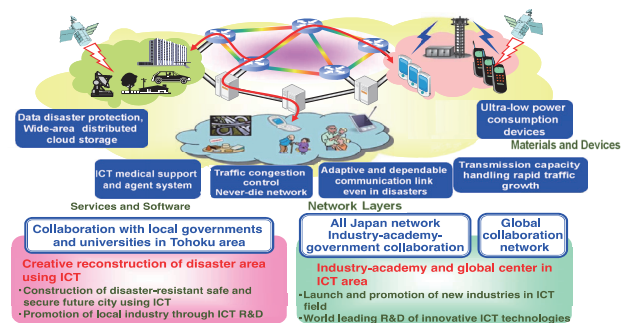 Data disaster protection,
Wide-area distributed
cloud storage
Ultra-low power
consumption
devices
Materials and Devices
ICT medical support
and agent system
Traffic congestion
control
Never-die network
Adaptive and dependable
communication link
even in disasters
Transmission capacity
handling rapid traffic
growth
Services and Software
Network Layers
Collaboration with local governments
and universities in Tohoku area
All Japan network
Industry-academy-
government collaboration
Global
collaboration
network
Creative reconstruction of disaster area
using ICT
• Construction of disaster-resistant safe and
secure future city using ICT
• Promotion of local industry through ICT R&D
Industry-academy and global center in
ICT area
• Launch and promotion of new industries in ICT
field
• World leading R&D of innovative ICT technologies